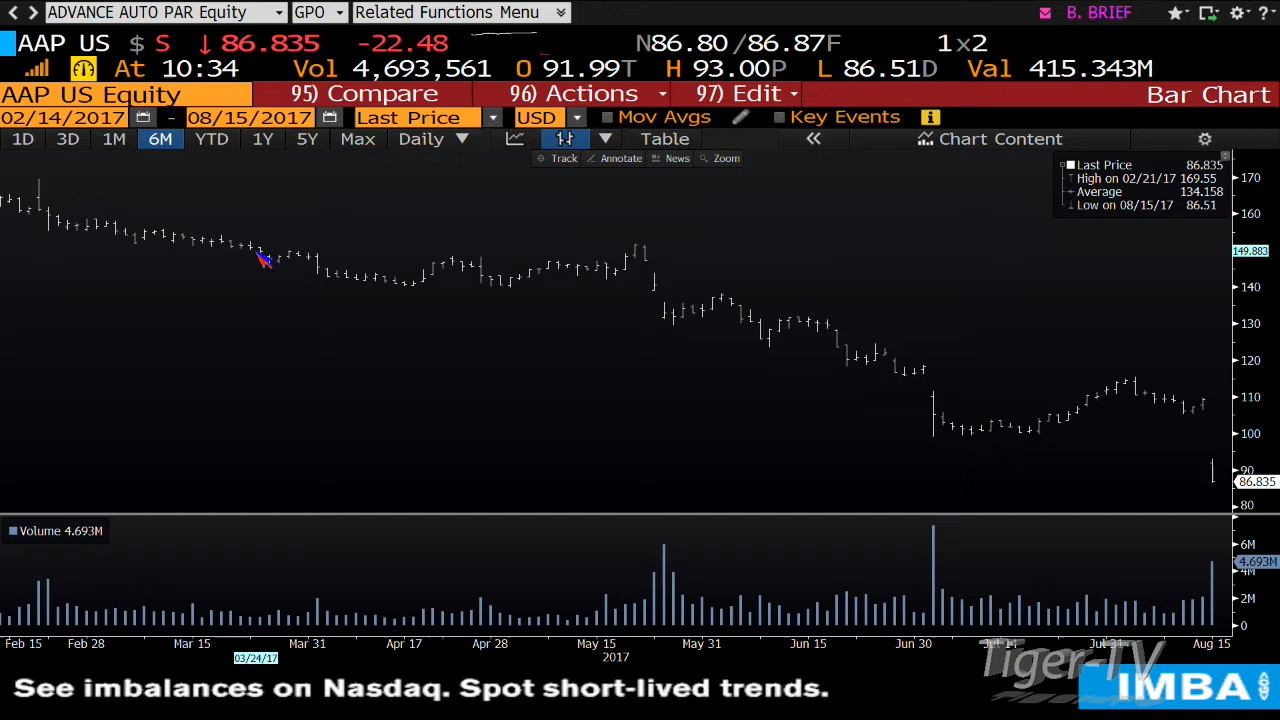 ADVANCE AUTO PAR Equity GPO Related Functions Menu B. BRIEF ?
AAP US $ S ↓ 86.835 -22.48 N86.80 /86.87F 1x2
At 10:34 Vol 4,693,561 O 91.99T H 93.00P L 86.51D Val 415.343M
AAP US Equity 95) Compare 96) Actions 97) Edit Bar Chart
02/14/2017 - 08/15/2017 Last Price USD Mov Avgs Key Events i
1D 3D 1M 6M YTD 1Y 5Y Max Daily Table « Chart Content
Track Annotate News Zoom
Last Price 86.835
High on 02/21/17 169.55
Average 134.158
Low on 08/15/17 86.51
170
160
149.883
140
130
120
110
100
90
86.835
80
Volume 4.693M
6M
4.693M
4M
2M
0
Feb 15 Feb 28 Mar 15 Mar 31 Apr 17 Apr 28 May 15 May 31 Jun 15 Jun 30 Jul 14 Jul 31 Aug 15
03/24/17 2017
Tiger-TV
See imbalances on Nasdaq. Spot short-lived trends. IMBA